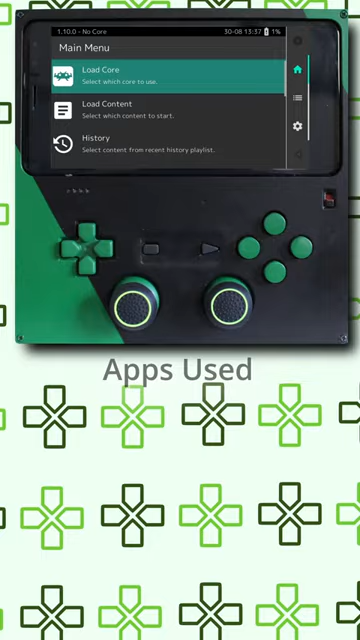 1.10.0 - No Core
30-08 13:37 1%
Main Menu
Load Core
Select which core to use.
Load Content
Select which content to start.
History
Select content from recent history playlist.
Apps Used